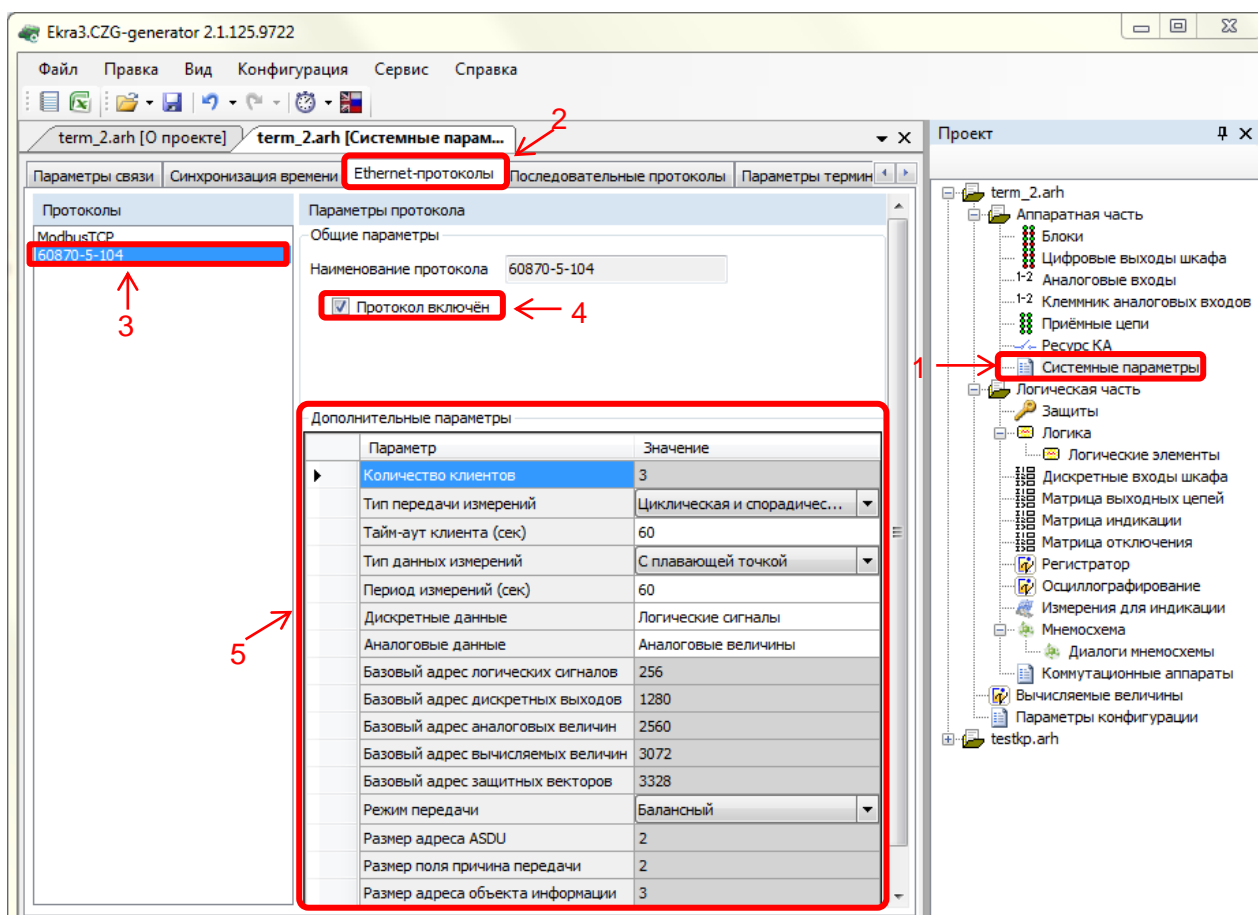 Ekra3.CZG-generator 2.1.125.9722
Файл Правка Вид Конфигурация Сервис Справка
term_2.arh [О проекте] term_2.arh [Системные парам...
2
Параметры связи Синхронизация времени Ethernet-протоколы Последовательные протоколы Параметры термин
Протоколы
ModbusTCP
60870-5-104
3
Параметры протокола
Общие параметры
Наименование протокола 60870-5-104
Протокол включён
4
Дополнительные параметры
Параметр Значение
Количество клиентов 3
Тип передачи измерений Циклическая и спорадичес...
Тайм-аут клиента (сек) 60
Тип данных измерений С плавающей точкой
Период измерений (сек) 60
Дискретные данные Логические сигналы
Аналоговые данные Аналоговые величины
Базовый адрес логических сигналов 256
Базовый адрес дискретных выходов 1280
Базовый адрес аналоговых величин 2560
Базовый адрес вычисляемых величин 3072
Базовый адрес защитных векторов 3328
Режим передачи Балансный
Размер адреса ASDU 2
Размер поля причина передачи 2
Размер адреса объекта информации 3
5
Проект
term_2.arh
Аппаратная часть
Блоки
Цифровые выходы шкафа
1-2 Аналоговые входы
1-2 Клеммник аналоговых входов
Приёмные цепи
Ресурс КА
1
Системные параметры
Логическая часть
Защиты
Логика
Логические элементы
Дискретные входы шкафа
Матрица выходных цепей
Матрица индикации
Матрица отключения
Регистратор
Осциллографирование
Измерения для индикации
Мнемосхема
Диалоги мнемосхемы
Коммутационные аппараты
Вычисляемые величины
Параметры конфигурации
testkp.arh